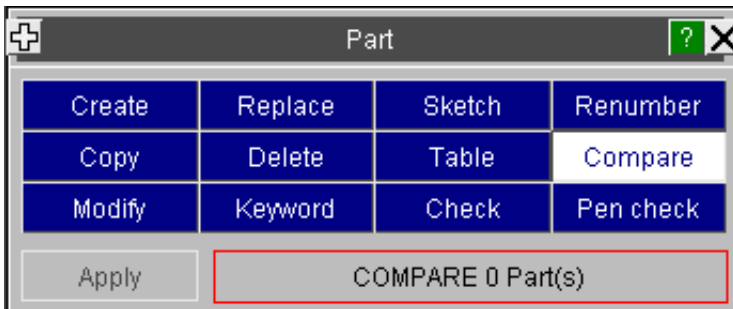 Part ?
Create Replace Sketch Renumber
Copy Delete Table Compare
Modify Keyword Check Pen check
Apply COMPARE 0 Part(s)